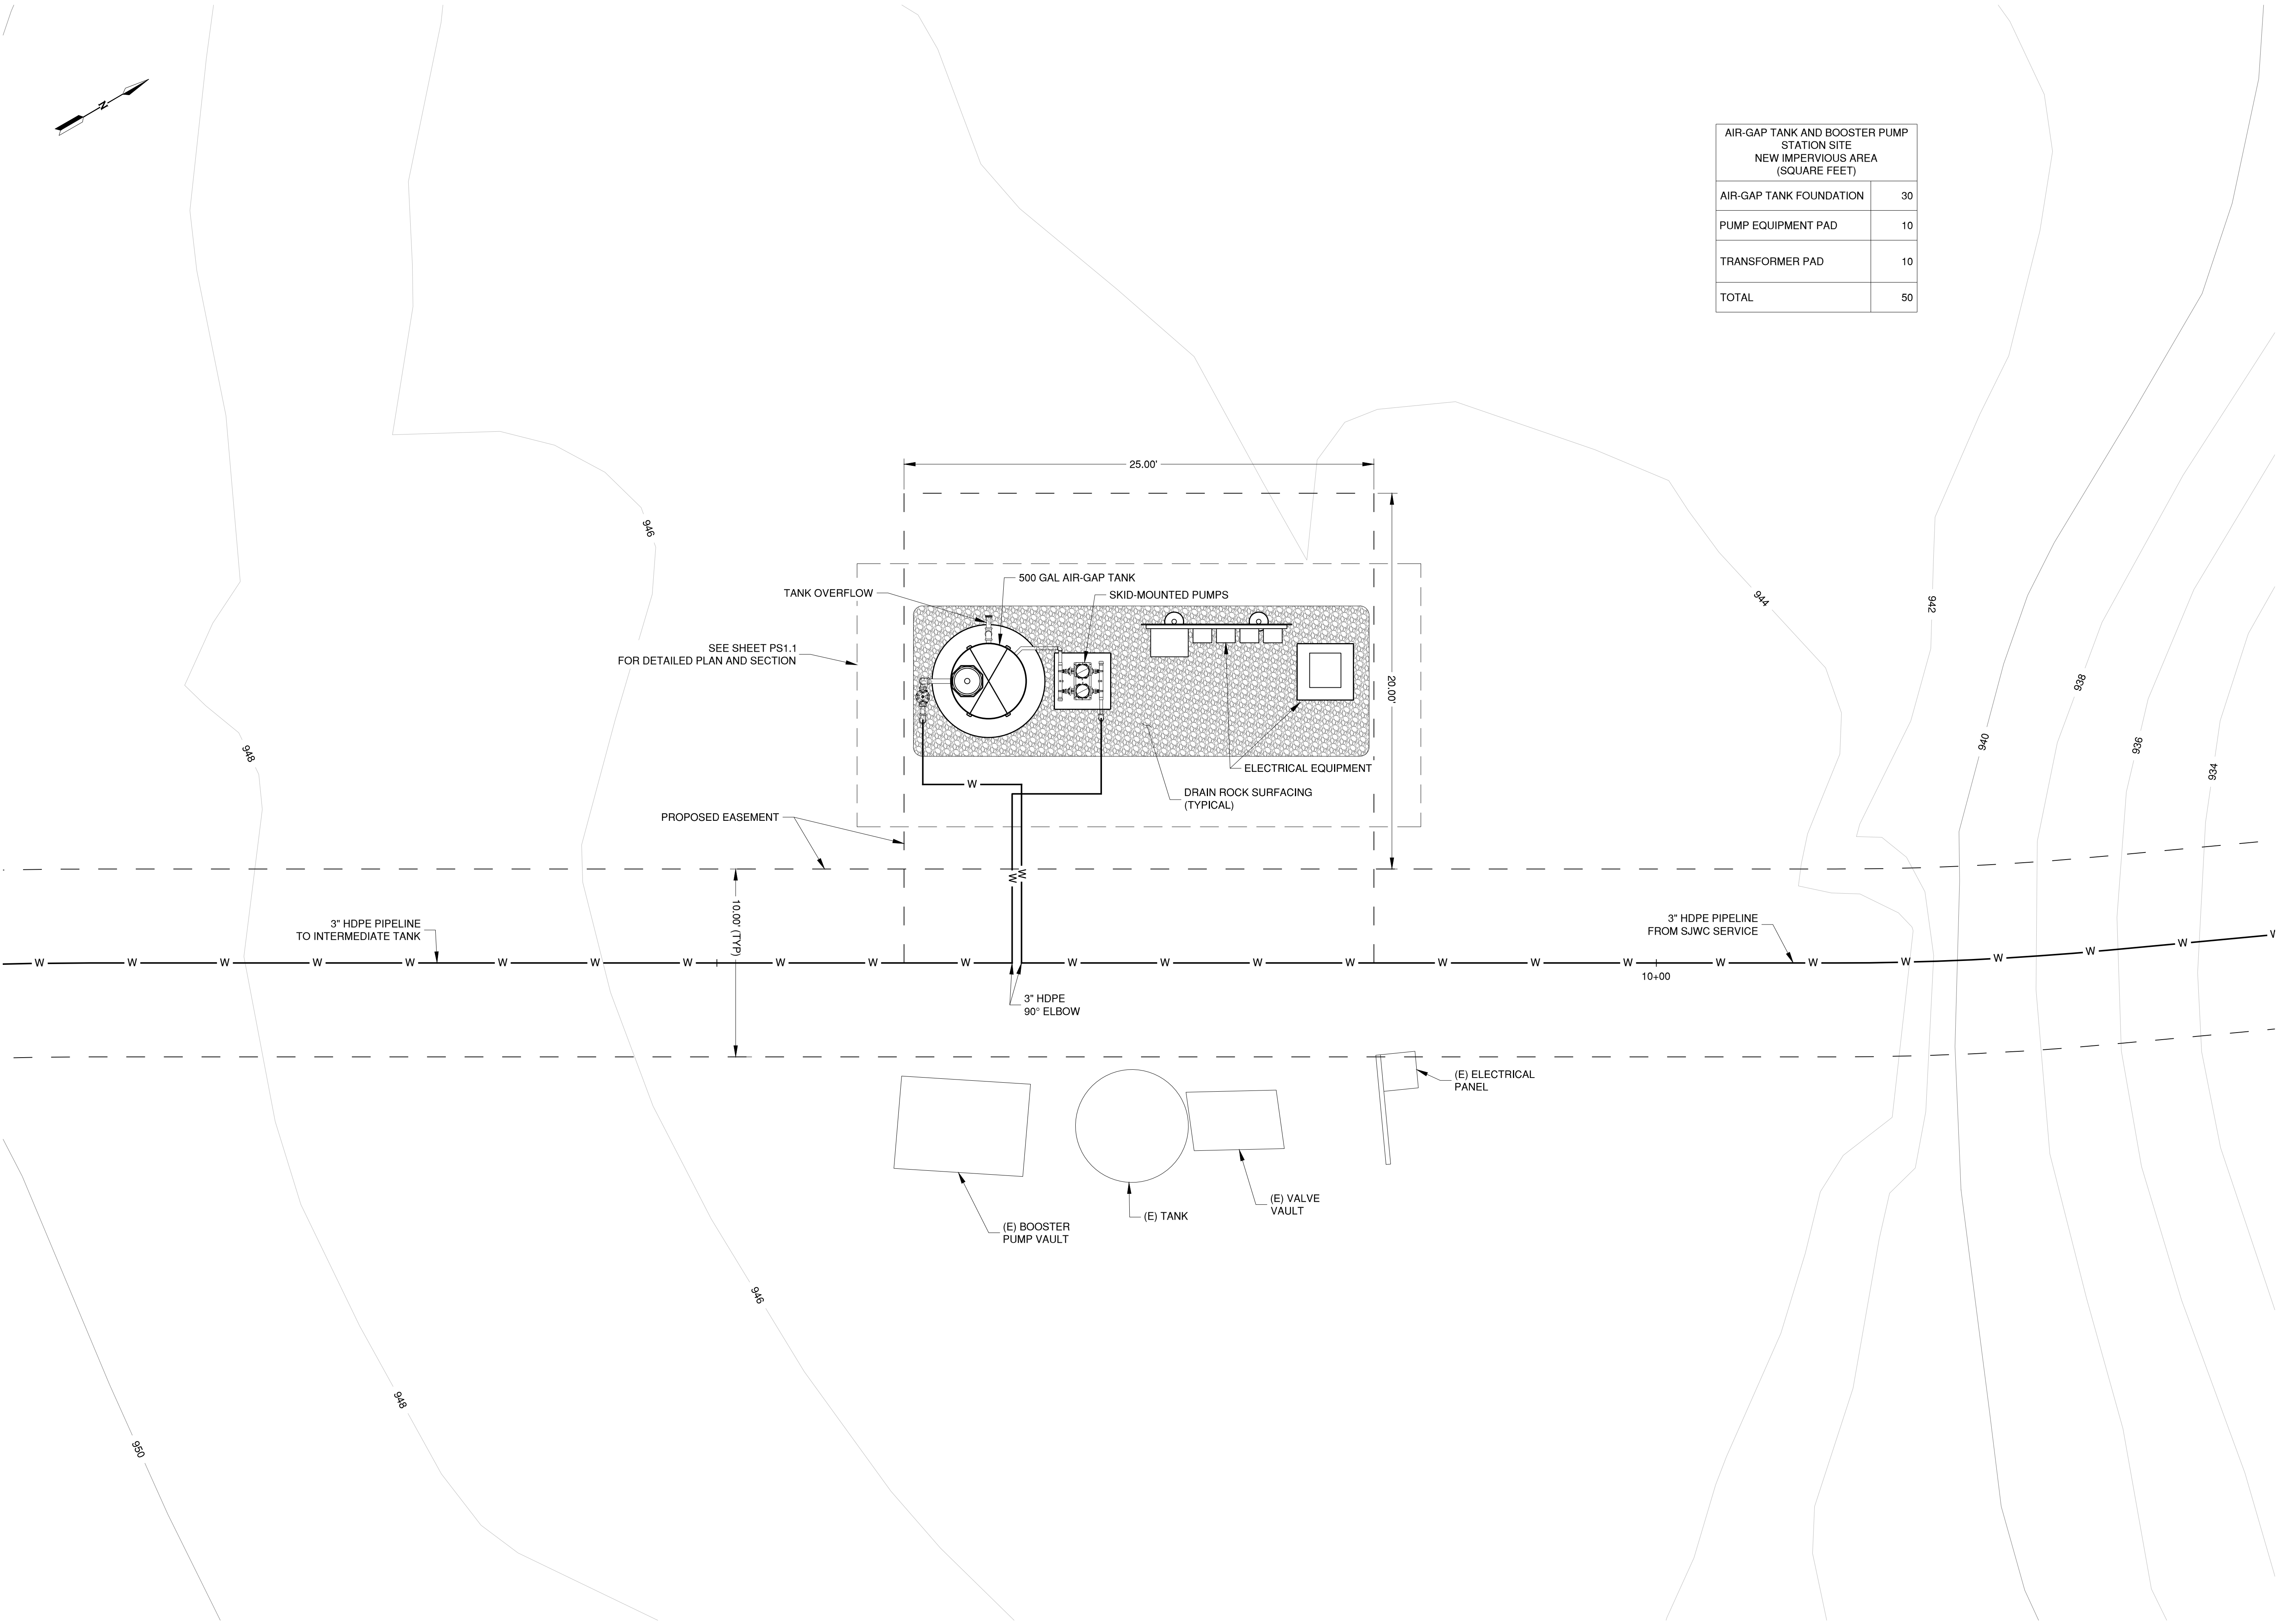 N
AIR-GAP TANK AND BOOSTER PUMP
STATION SITE
NEW IMPERVIOUS AREA
(SQUARE FEET)
AIR-GAP TANK FOUNDATION 30
PUMP EQUIPMENT PAD 10
TRANSFORMER PAD 10
TOTAL 50
25.00'
20.00'
946
500 GAL AIR-GAP TANK
TANK OVERFLOW
SKID-MOUNTED PUMPS
944
942
SEE SHEET PS1.1
FOR DETAILED PLAN AND SECTION
938
940
936
934
948
ELECTRICAL EQUIPMENT
W
DRAIN ROCK SURFACING
(TYPICAL)
PROPOSED EASEMENT
W
W
10.00' (TYP)
3" HDPE PIPELINE
TO INTERMEDIATE TANK
3" HDPE PIPELINE
FROM SJWC SERVICE
W W W W W W W W W W W W W W W W W W W W W W W W W
10+00
3" HDPE
90° ELBOW
(E) ELECTRICAL
PANEL
(E) VALVE
VAULT
(E) TANK
(E) BOOSTER
PUMP VAULT
946
948
950